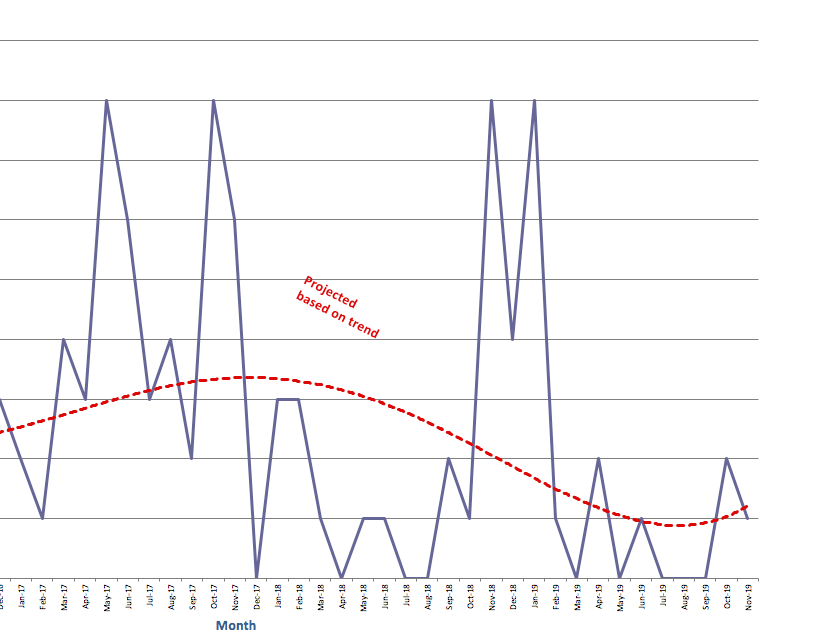 Projected
based on trend
Jan-17
Feb-17
Mar-17
Apr-17
May-17
Jun-17
Jul-17
Aug-17
Sep-17
Oct-17
Nov-17
Dec-17
Jan-18
Feb-18
Mar-18
Apr-18
May-18
Jun-18
Jul-18
Aug-18
Sep-18
Oct-18
Nov-18
Dec-18
Jan-19
Feb-19
Mar-19
Apr-19
May-19
Jun-19
Jul-19
Aug-19
Sep-19
Oct-19
Nov-19
Month